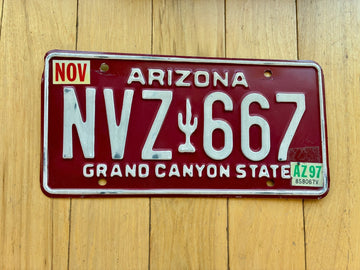 NOV
ARIZONA
NVZ 667
GRAND CANYON STATE
AZ 97